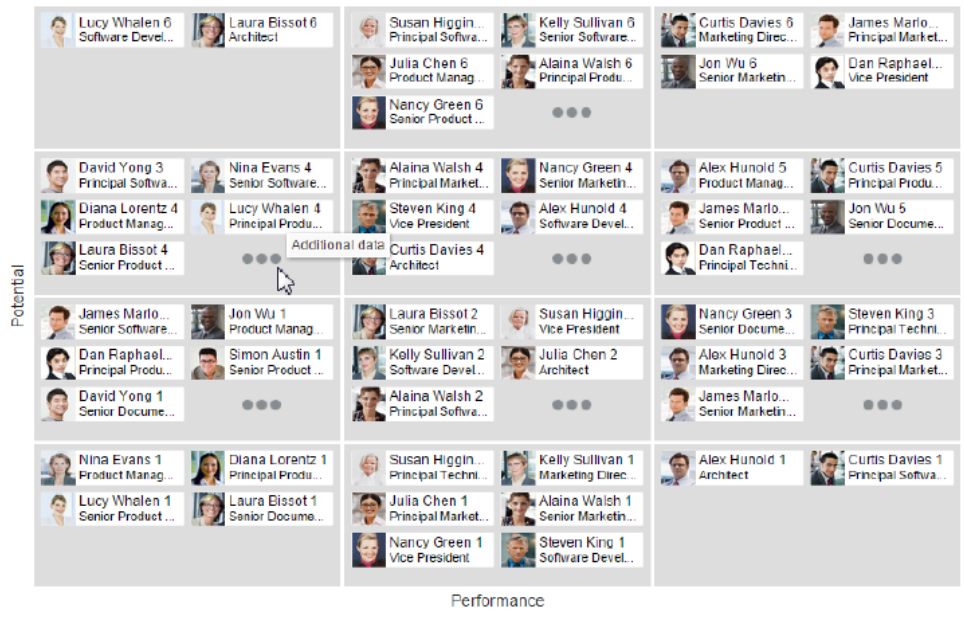 Lucy Whalen 6
Software Devel...
Laura Bissot 6
Architect
Susan Higgin...
Principal Softwa...
Kelly Sullivan 6
Senior Software...
Julia Chen 6
Product Manag...
Alaina Walsh 6
Principal Produ...
Nancy Green 6
Senior Product ...
Curtis Davies 6
Marketing Direc...
James Marlo...
Principal Market...
Jon Wu 6
Senior Marketin...
Dan Raphael...
Vice President
David Yong 3
Principal Softwa...
Nina Evans 4
Senior Software...
Diana Lorentz 4
Product Manag...
Lucy Whalen 4
Principal Produ...
Laura Bissot 4
Senior Product ...
Additional data
Alaina Walsh 4
Principal Market...
Nancy Green 4
Senior Marketin...
Steven King 4
Vice President
Alex Hunold 4
Software Devel...
Curtis Davies 4
Architect
Alex Hunold 5
Product Manag...
Curtis Davies 5
Principal Produ...
James Marlo...
Senior Product ...
Jon Wu 5
Senior Docume...
Dan Raphael...
Principal Techni...
Potential
James Marlo...
Senior Software...
Jon Wu 1
Product Manag...
Dan Raphael...
Principal Produ...
Simon Austin 1
Senior Product ...
David Yong 1
Senior Docume...
Laura Bissot 2
Senior Marketin...
Susan Higgin...
Vice President
Kelly Sullivan 2
Software Devel...
Julia Chen 2
Architect
Alaina Walsh 2
Principal Softwa...
Nancy Green 3
Senior Docume...
Steven King 3
Principal Techni...
Alex Hunold 3
Marketing Direc...
Curtis Davies 3
Principal Market...
James Marlo...
Senior Marketin...
Nina Evans 1
Product Manag...
Diana Lorentz 1
Principal Produ...
Lucy Whalen 1
Senior Product ...
Laura Bissot 1
Senior Docume...
Susan Higgin...
Principal Techni...
Kelly Sullivan 1
Marketing Direc...
Julia Chen 1
Principal Market...
Alaina Walsh 1
Senior Marketin...
Nancy Green 1
Vice President
Steven King 1
Software Devel...
Alex Hunold 1
Architect
Curtis Davies 1
Principal Softwa...
Performance